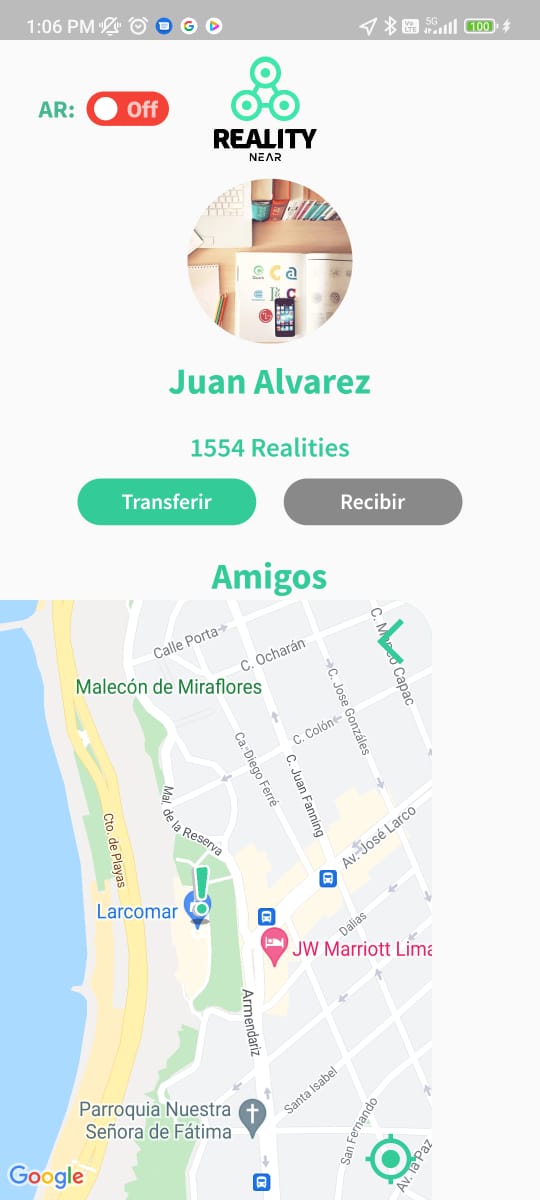 1:06 PM
Vo
LTE
5G
100
AR:
Off
REALITY
NEAR
Juan Alvarez
1554 Realities
Transferir
Recibir
Amigos
Calle Porta
C. Ocharán
C. Manco Capac
Malecón de Miraflores
C. Jose Gonzáles
C. Colón
Ca. Diego Ferré
C. Juan Fanning
Mal. de la Reserva
Cto. de Playas
Av. José Larco
Larcomar
Dalias
JW Marriott Lima
Armendariz
Santa Isabel
Parroquia Nuestra
Señora de Fátima
San Fernando
Av. la Paz
Google